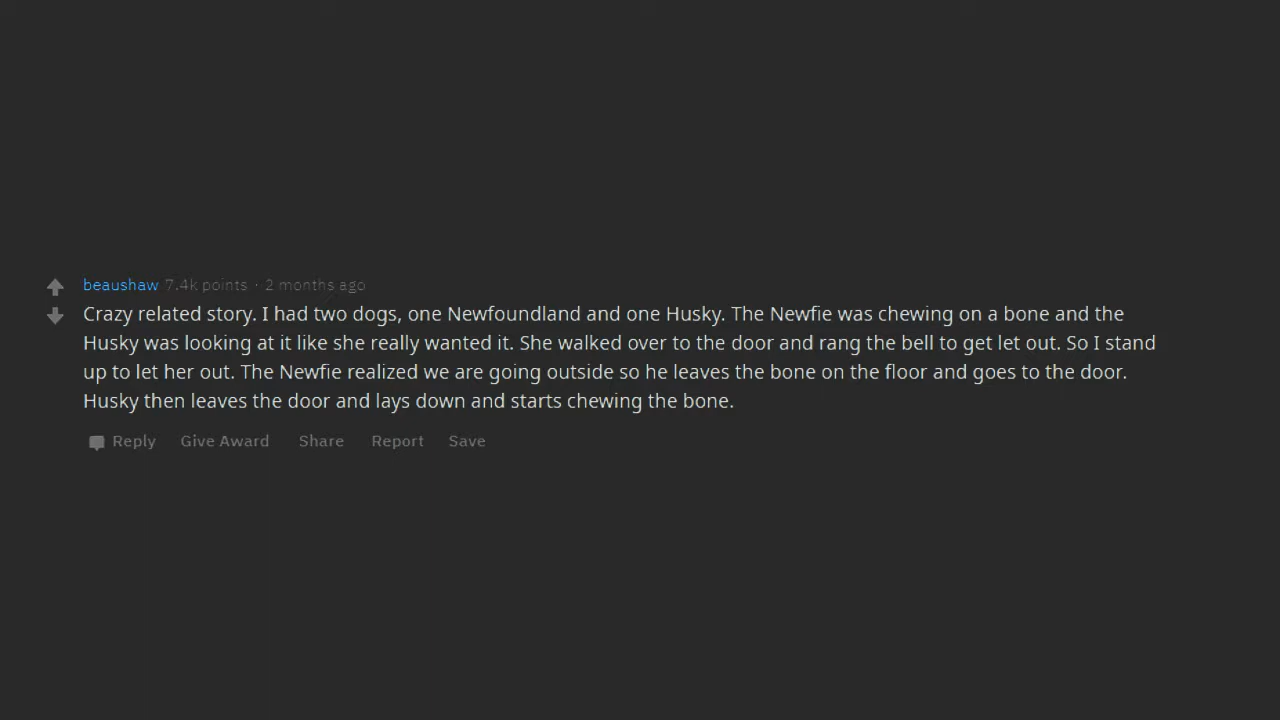 beaushaw 7.4k points · 2 months ago
Crazy related story. I had two dogs, one Newfoundland and one Husky. The Newfie was chewing on a bone and the
Husky was looking at it like she really wanted it. She walked over to the door and rang the bell to get let out. So I stand
up to let her out. The Newfie realized we are going outside so he leaves the bone on the floor and goes to the door.
Husky then leaves the door and lays down and starts chewing the bone.
Reply Give Award Share Report Save